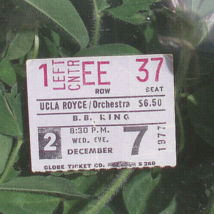 1 LEFT CNTR EE 37
ROW SEAT
UCLA ROYCE/Orchestra $6.50
B.B. KING
8:30 P.M.
WED. EVE.
2 DECEMBER 7 1977
GLOBE TICKET CO.